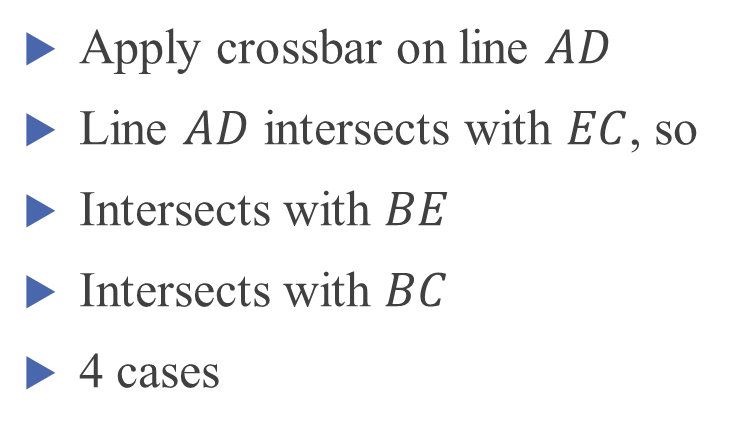 Apply crossbar on line AD
Line AD intersects with EC, so
Intersects with BE
Intersects with BC
4 cases